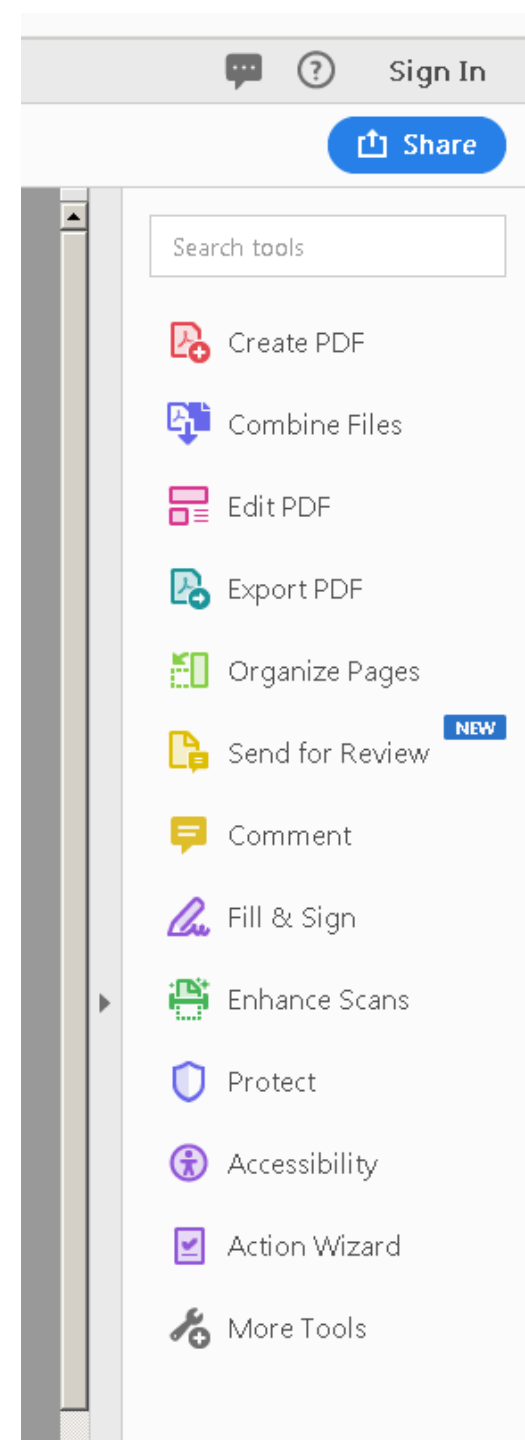 Sign In
Share
Search tools
Create PDF
Combine Files
Edit PDF
Export PDF
Organize Pages
NEW
Send for Review
Comment
Fill & Sign
Enhance Scans
Protect
Accessibility
Action Wizard
More Tools